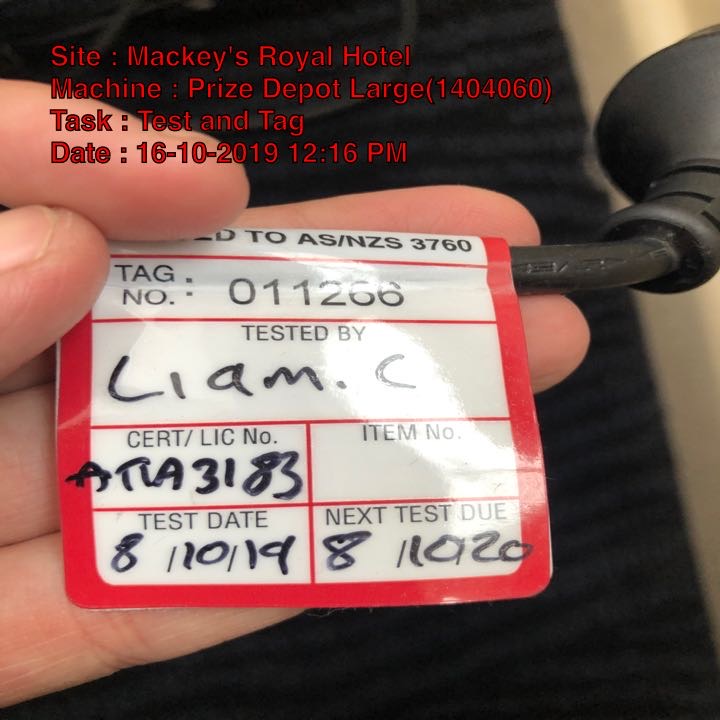 Site : Mackey's Royal Hotel
Machine : Prize Depot Large(1404060)
Task : Test and Tag
Date : 16-10-2019 12:16 PM
TO AS/NZS 3760
TAG NO. : 011266
TESTED BY
Liam. C
CERT/ LIC No. ITEM No.
ATLA3183
TEST DATE NEXT TEST DUE
8 /10/19 8 /10/20